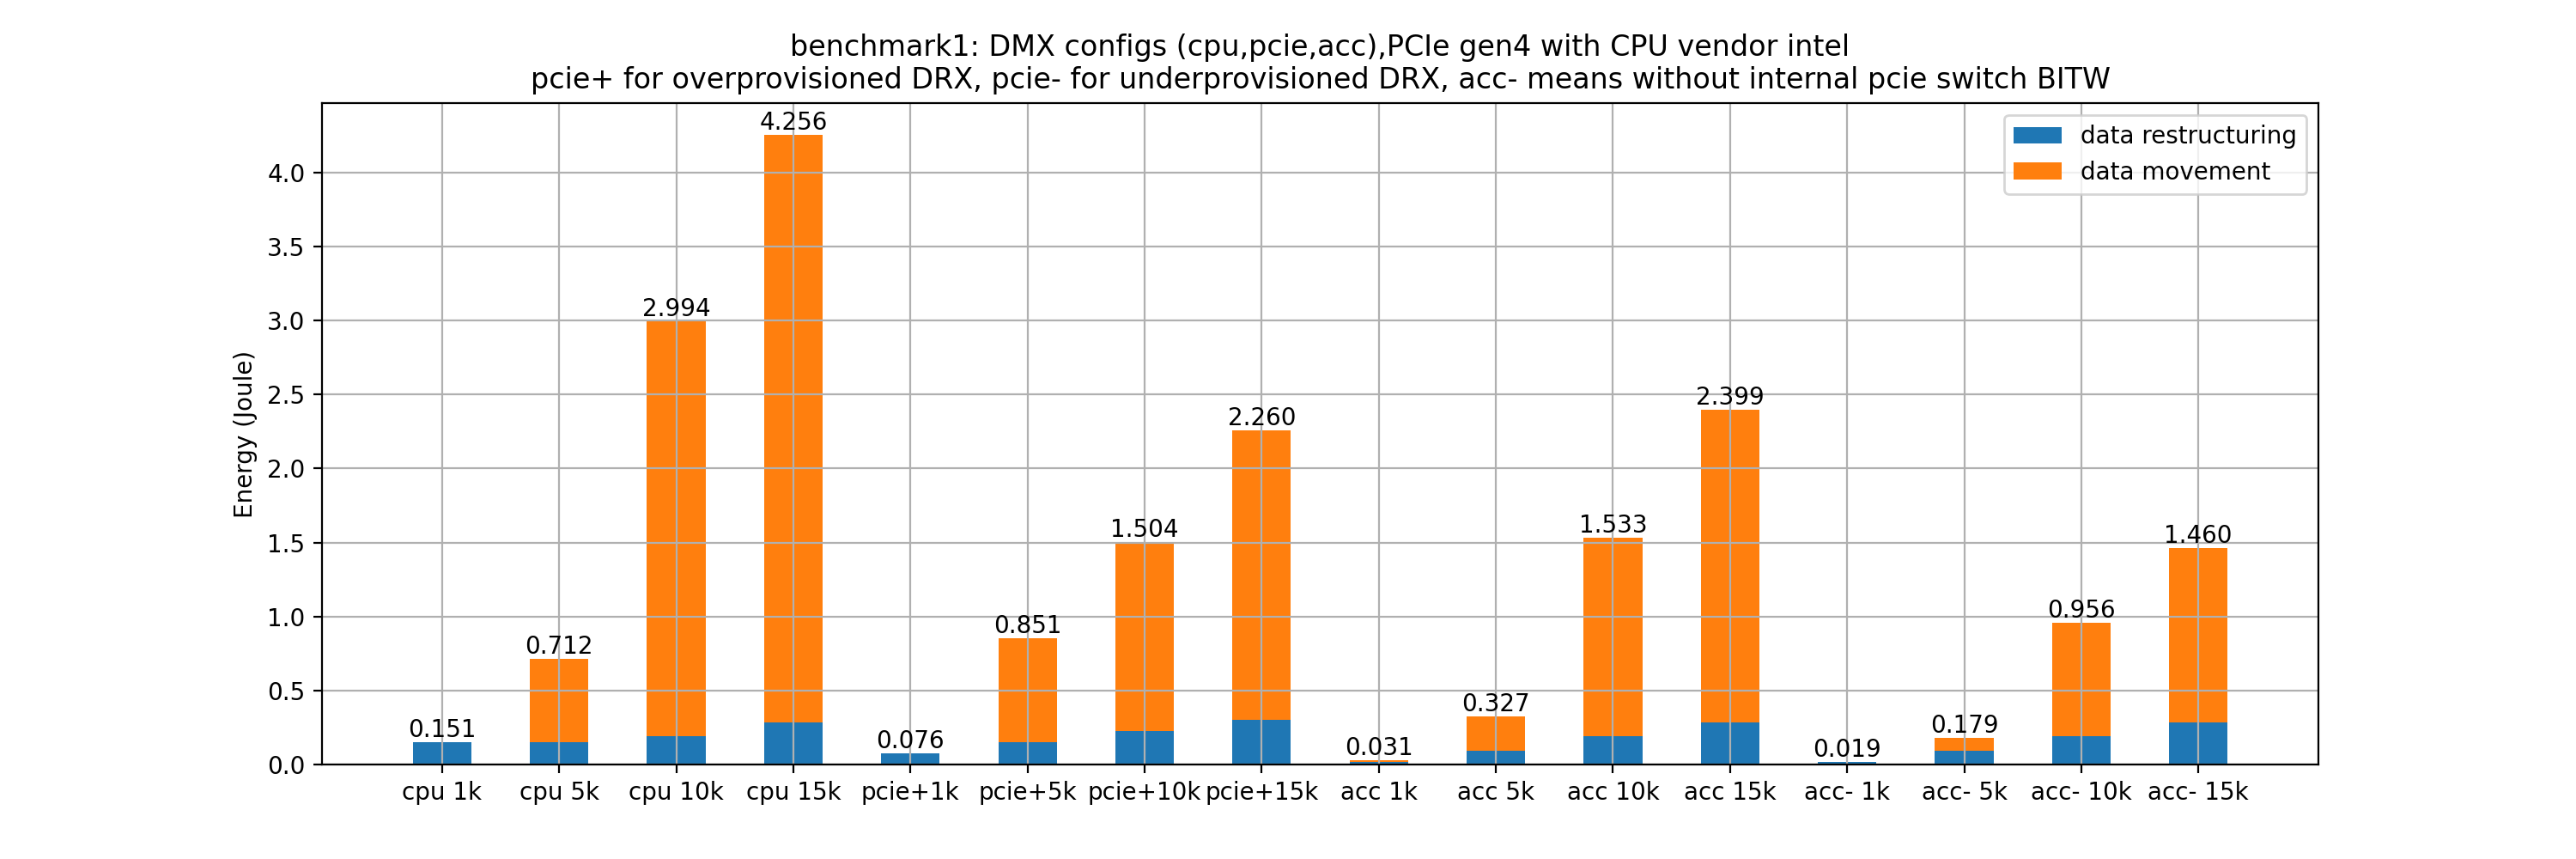 benchmark1: DMX configs (cpu,pcie,acc),PCIe gen4 with CPU vendor intel
pcie+ for overprovisioned DRX, pcie- for underprovisioned DRX, acc- means without internal pcie switch BITW
data restructuring
data movement
Energy (Joule)
4.0
3.5
3.0
2.5
2.0
1.5
1.0
0.5
0.0
0.151
0.712
2.994
4.256
0.076
0.851
1.504
2.260
0.031
0.327
1.533
2.399
0.019
0.179
0.956
1.460
cpu 1k
cpu 5k
cpu 10k
cpu 15k
pcie+1k
pcie+5k
pcie+10k
pcie+15k
acc 1k
acc 5k
acc 10k
acc 15k
acc- 1k
acc- 5k
acc- 10k
acc- 15k